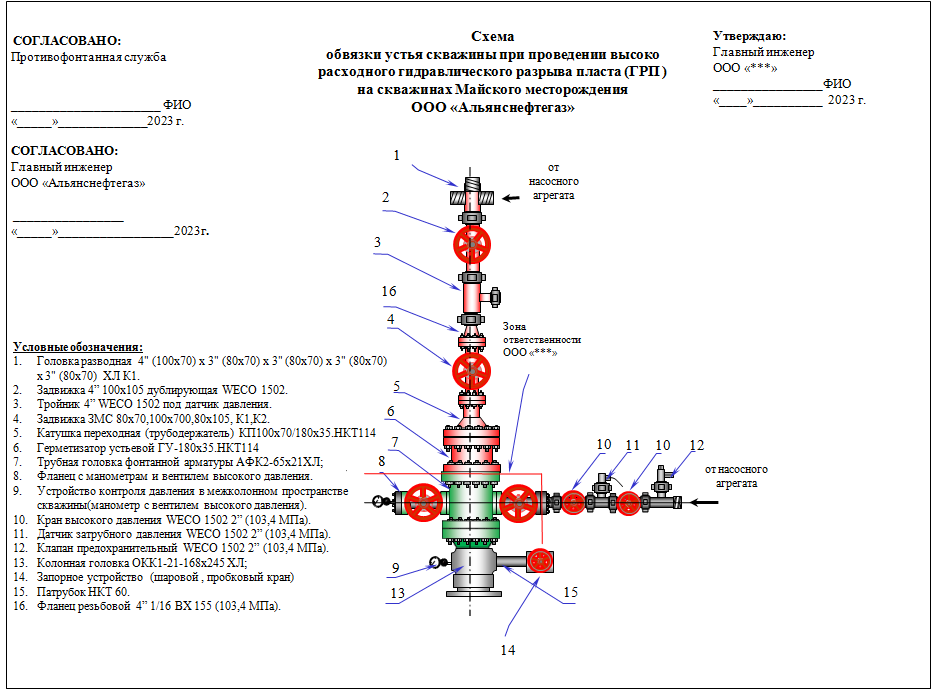 СОГЛАСОВАНО:
Противофонтанная служба
______________________ ФИО
«_____»_____________2023 г.
СОГЛАСОВАНО:
Главный инженер
ООО «Альянснефтегаз»
________________
«_____»_________________2023г.
Схема
обвязки устья скважины при проведении высоко
расходного гидравлического разрыва пласта (ГРП)
на скважинах Майского месторождения
ООО «Альянснефтегаз»
Утверждаю:
Главный инженер
ООО «***»
________________ФИО
«____»__________ 2023 г.
1
от
насосного
агрегата
2
3
16
4
Зона
ответственности
ООО «***»
5
6
7
8
10
11
10
12
от насосного
агрегата
9
13
15
14
Условные обозначения:
1. Головка разводная 4" (100х70) х 3" (80х70) х 3" (80х70) х 3" (80х70)
х 3" (80х70) ХЛ К1.
2. Задвижка 4” 100х105 дублирующая WECO 1502.
3. Тройник 4” WECO 1502 под датчик давления.
4. Задвижка ЗМС 80х70,100х700,80х105, К1,К2.
5. Катушка переходная (трубодержатель) КП100х70/180х35.НКТ114
6. Герметизатор устьевой ГУ-180х35.НКТ114
7. Трубная головка фонтанной арматуры АФК2-65х21ХЛ;
8. Фланец с манометрам и вентилем высокого давления.
9. Устройство контроля давления в межколонном пространстве
скважины(манометр с вентилем высокого давления).
10. Кран высокого давления WECO 1502 2” (103,4 МПа).
11. Датчик затрубного давления WECO 1502 2” (103,4 МПа).
12. Клапан предохранительный WECO 1502 2” (103,4 МПа).
13. Колонная головка ОКК1-21-168х245 ХЛ;
14. Запорное устройство (шаровой , пробковый кран)
15. Патрубок НКТ 60.
16. Фланец резьбовой 4” 1/16 ВХ 155 (103,4 МПа).